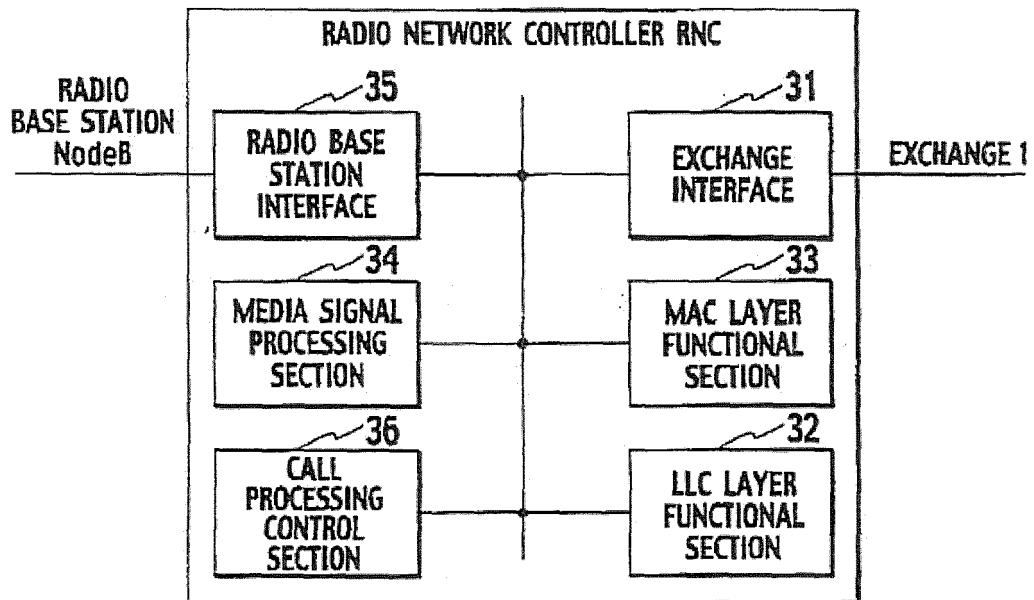 RADIO NETWORK CONTROLLER RNC
RADIO
BASE STATION
NodeB
35
RADIO BASE
STATION
INTERFACE
31
EXCHANGE
INTERFACE
EXCHANGE 1
34
MEDIA SIGNAL
PROCESSING
SECTION
33
MAC LAYER
FUNCTIONAL
SECTION
36
CALL
PROCESSING
CONTROL
SECTION
32
LLC LAYER
FUNCTIONAL
SECTION